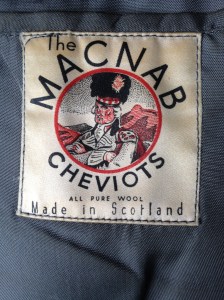 The
MACNAB
CHEVIOTS
ALL PURE WOOL
Made in Scotland